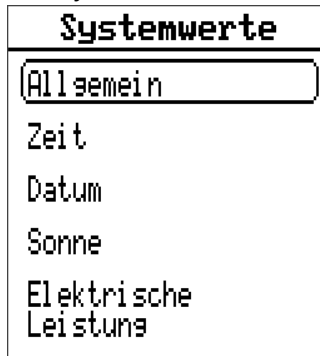 Systemwerte
Allgemein
Zeit
Datum
Sonne
Elektrische
Leistung